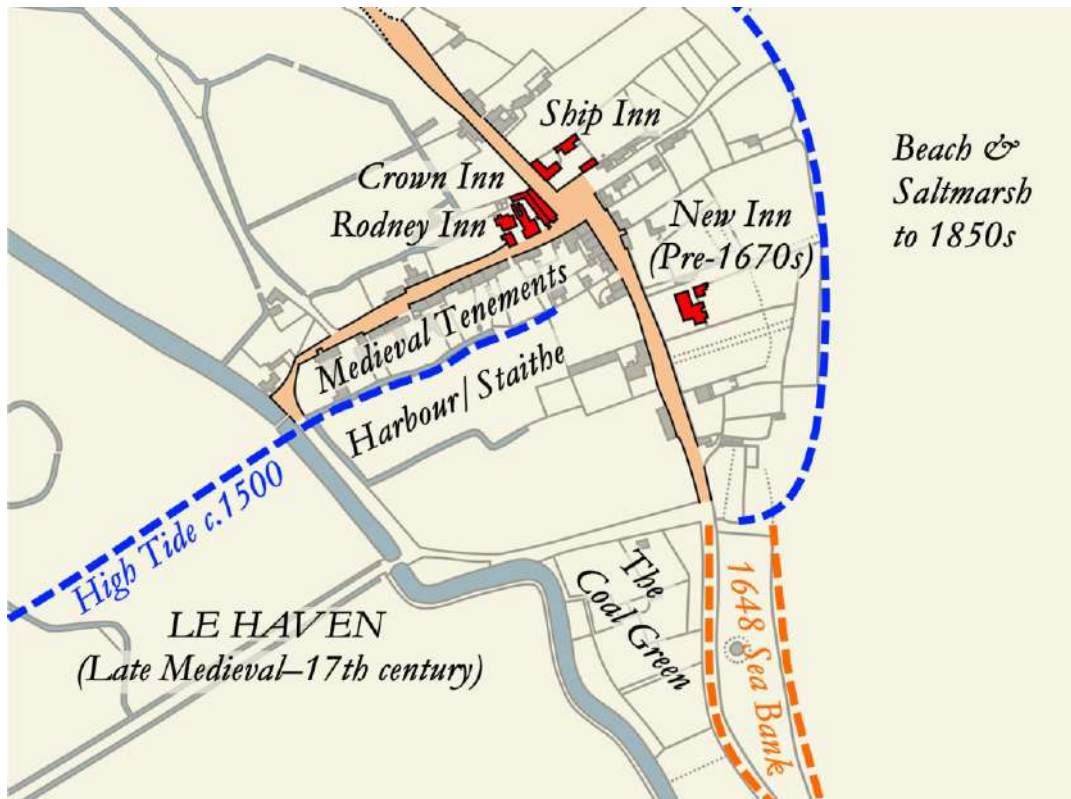 Ship Inn
Crown Inn
Rodney Inn
New Inn
(Pre-1670s)
Beach &
Saltmarsh
to 1850s
Medieval Tenements
Harbour/Staithe
High Tide c.1500
LE HAVEN
(Late Medieval–17th century)
The
Coal Green
1648 Sea Bank